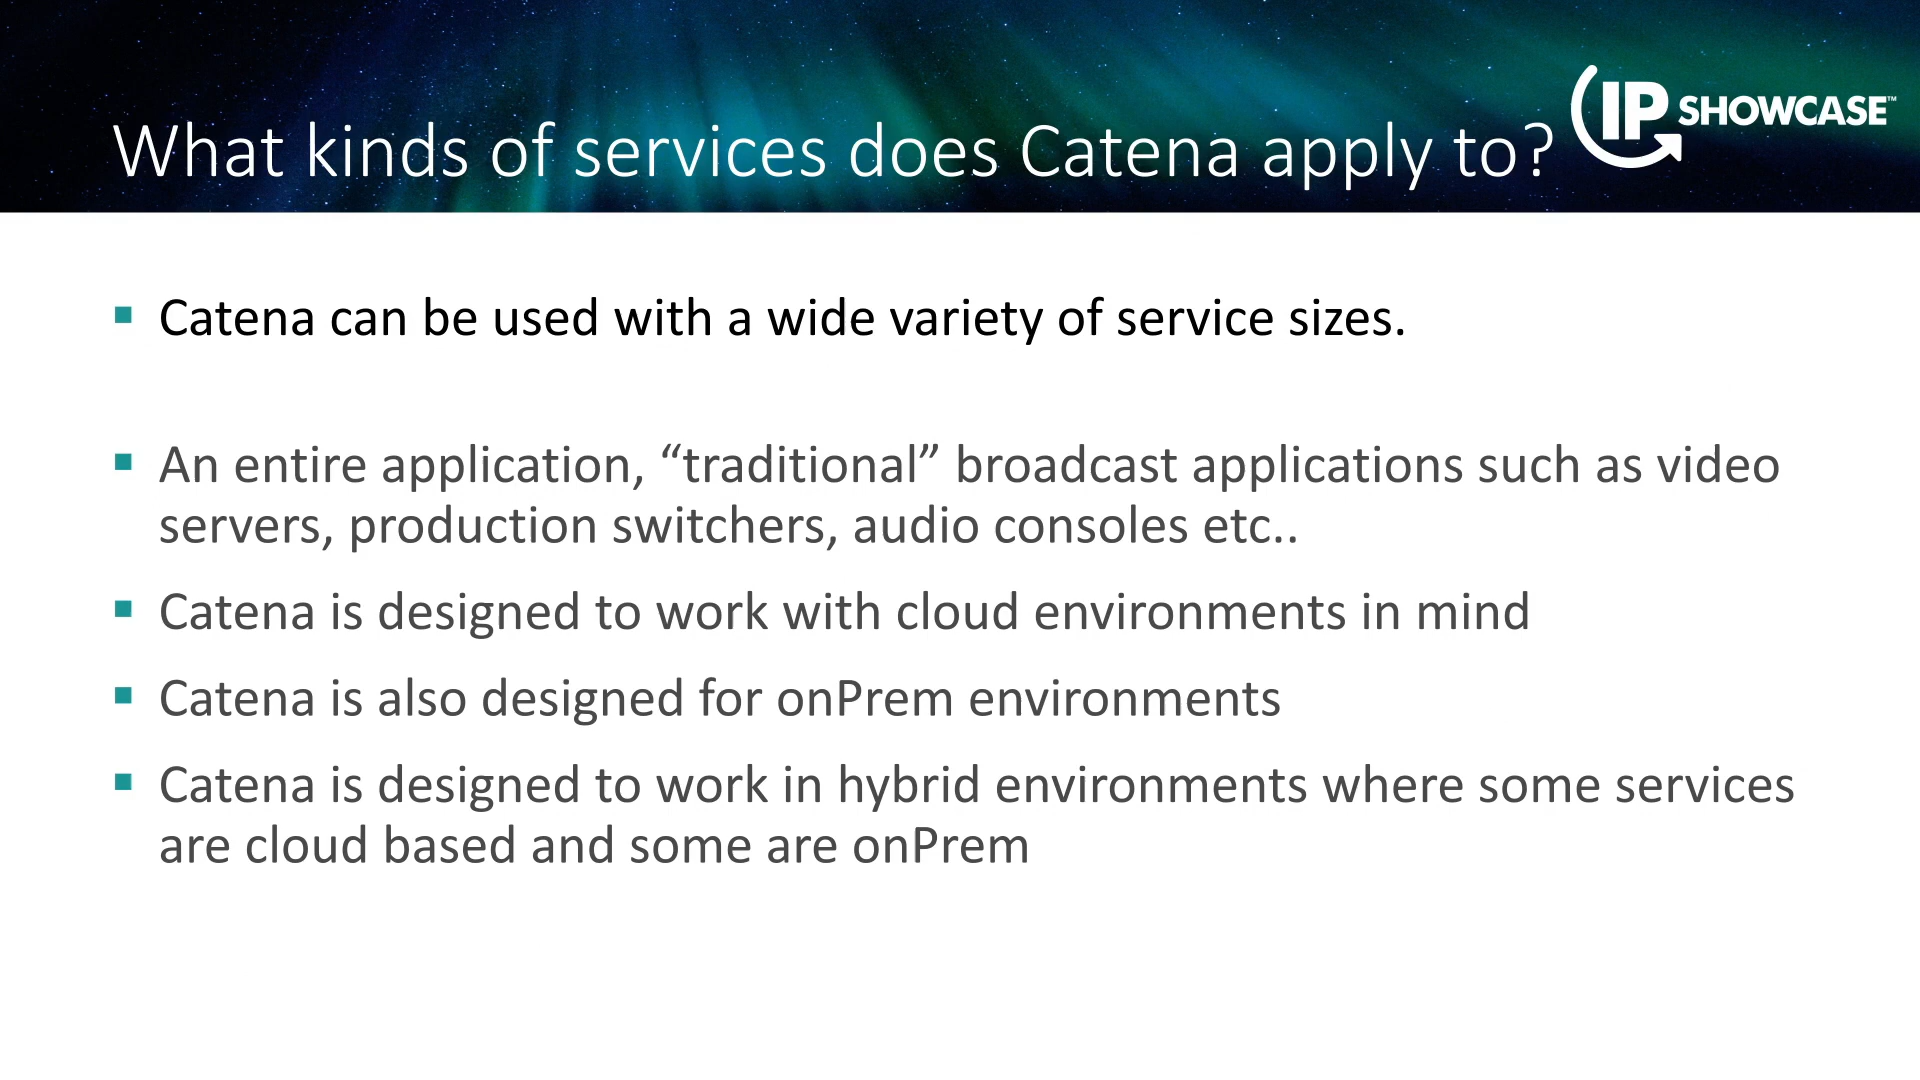 What kinds of services does Catena apply to?
IP SHOWCASE™
Catena can be used with a wide variety of service sizes.
An entire application, “traditional” broadcast applications such as video
servers, production switchers, audio consoles etc..
Catena is designed to work with cloud environments in mind
Catena is also designed for onPrem environments
Catena is designed to work in hybrid environments where some services
are cloud based and some are onPrem